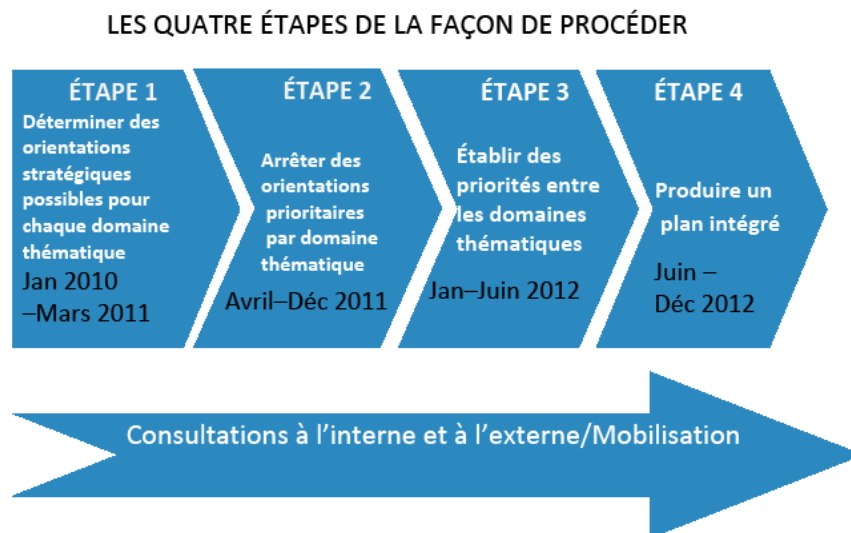 LES QUATRE ÉTAPES DE LA FAÇON DE PROCÉDER
ÉTAPE 1
Déterminer des
orientations
stratégiques
possibles pour
chaque domaine
thématique
Jan 2010
–Mars 2011
ÉTAPE 2
Arrêter des
orientations
prioritaires
par domaine
thématique
Avril–Déc 2011
ÉTAPE 3
Établir des
priorités entre
les domaines
thématiques
Jan–Juin 2012
ÉTAPE 4
Produire un
plan intégré
Juin –
Déc 2012
Consultations à l’interne et à l’externe/Mobilisation